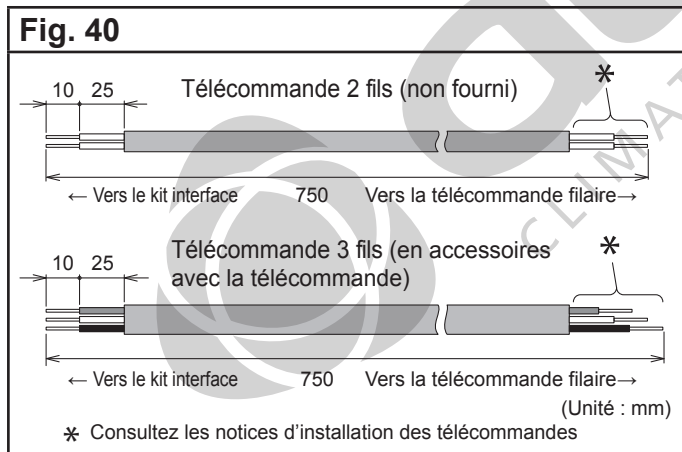 Fig. 40
10 25 Télécommande 2 fils (non fourni) *
← Vers le kit interface 750 Vers la télécommande filaire→
Télécommande 3 fils (en accessoires
avec la télécommande)
10 25 *
← Vers le kit interface 750 Vers la télécommande filaire→
(Unité : mm)
* Consultez les notices d'installation des télécommandes